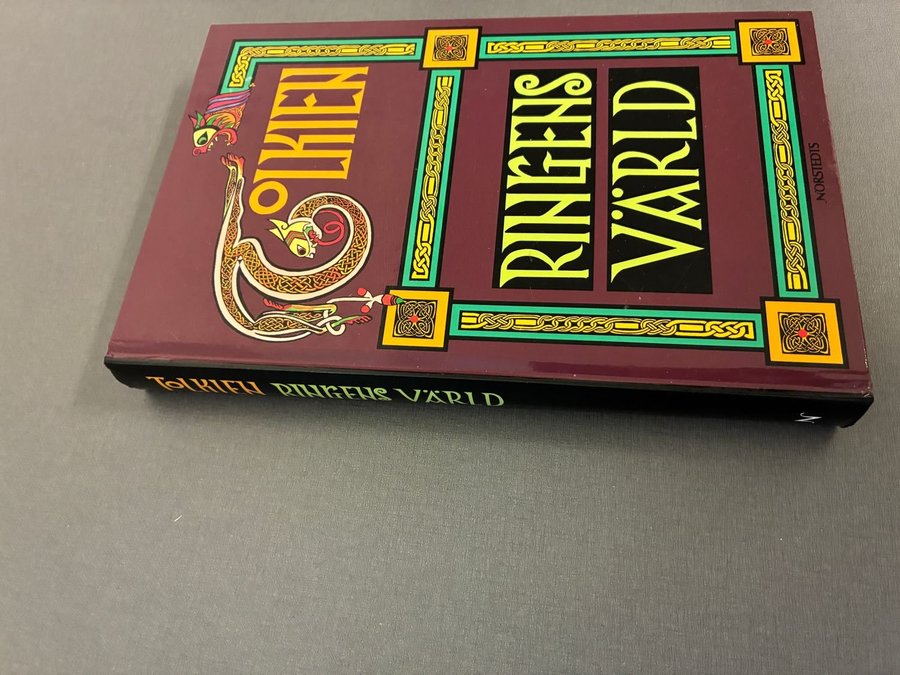 TOLKIEN
RINGENS
VÄRLD
NORSTEDTS
TOLKIEN RINGENS VÄRLD N